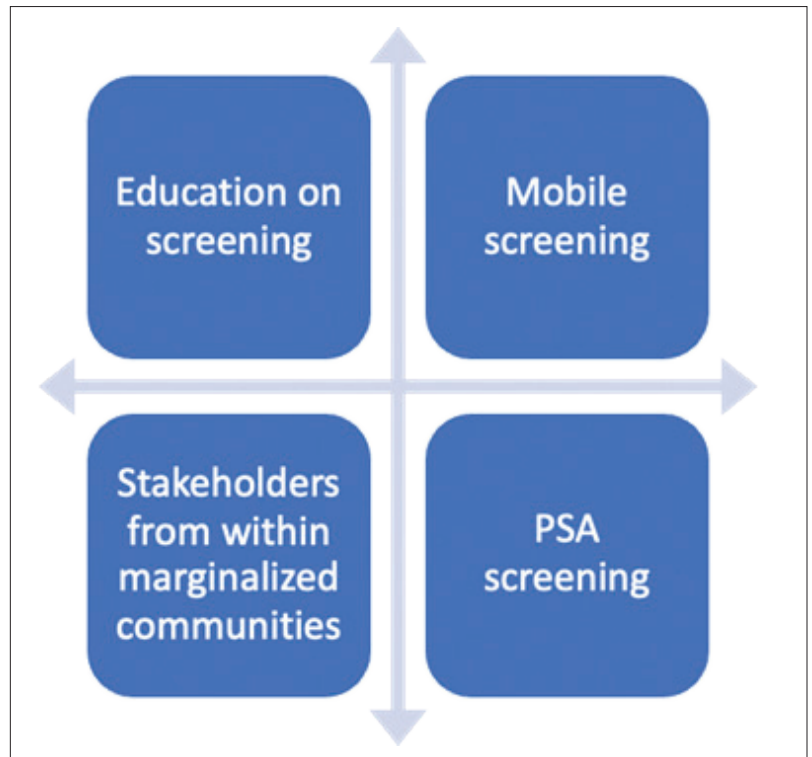 Education on
screening
Mobile
screening
Stakeholders
from within
marginalized
communities
PSA
screening